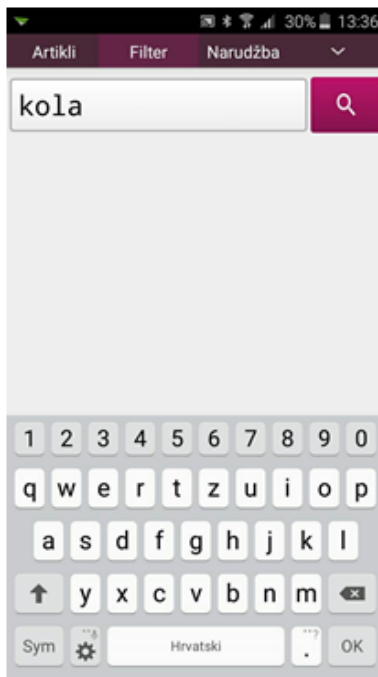 30% 13:36
Artikli Filter Narudžba
kola
1 2 3 4 5 6 7 8 9 0
q w e r t z u i o p
a s d f g h j k l
y x c v b n m
Sym Hrvatski . OK